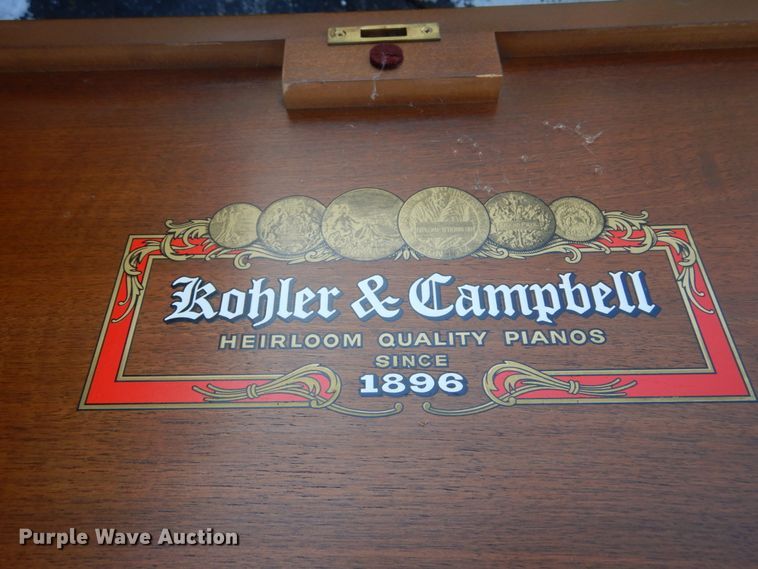 Kohler & Campbell
HEIRLOOM QUALITY PIANOS
SINCE
1896
Purple Wave Auction